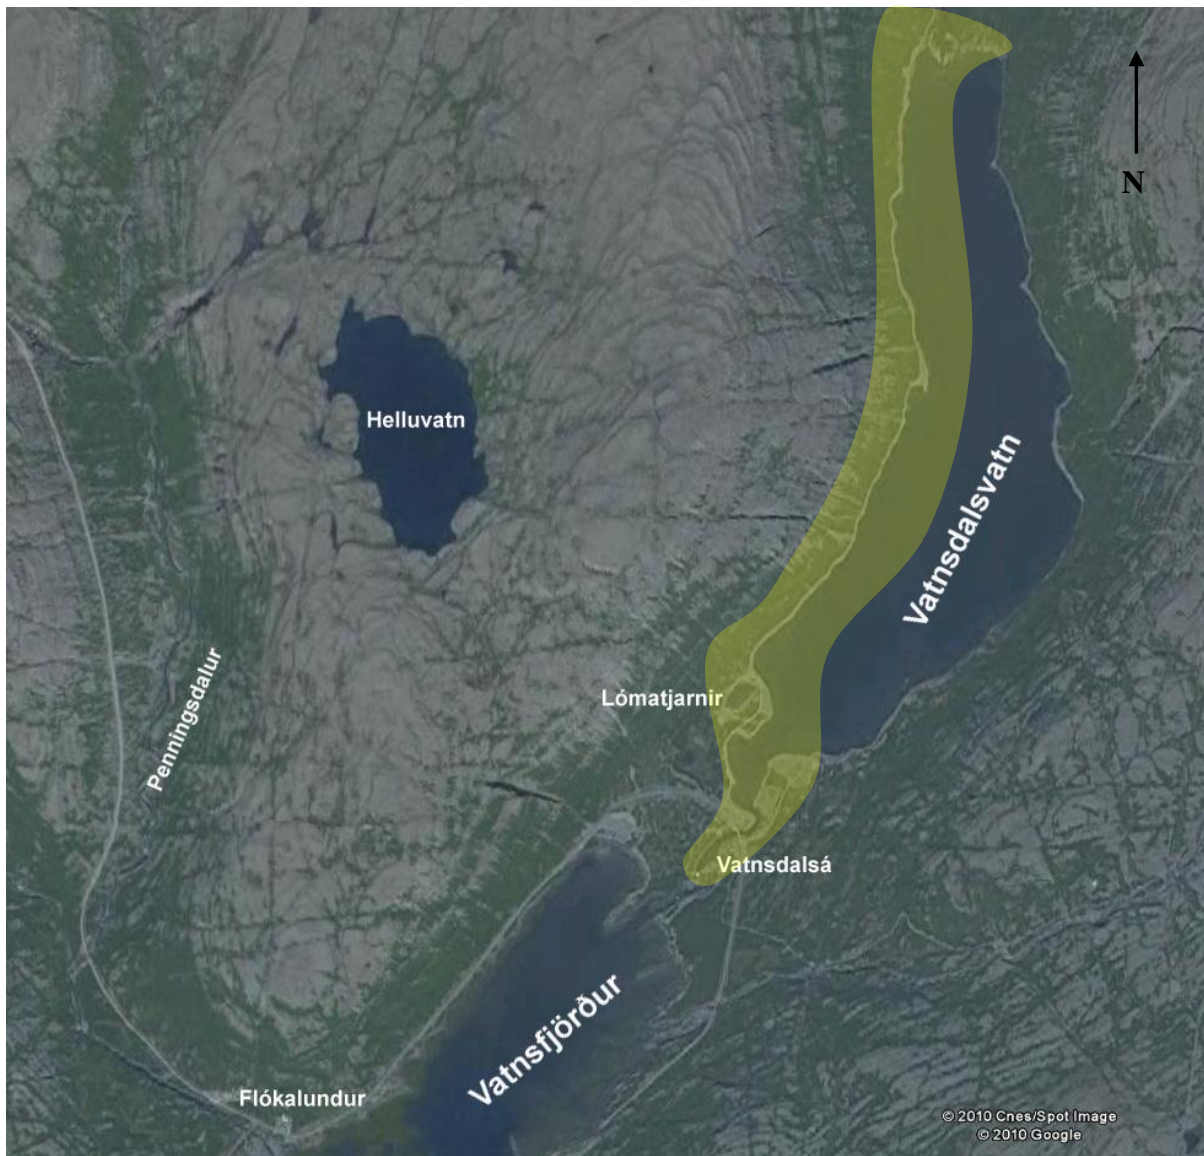 N
Helluvatn
Vatnsdalsvatn
Lómatjarnir
Penningsdalur
Vatnsdalsá
Vatnsfjörður
Flókalundur
© 2010 Cnes/Spot Image
© 2010 Google